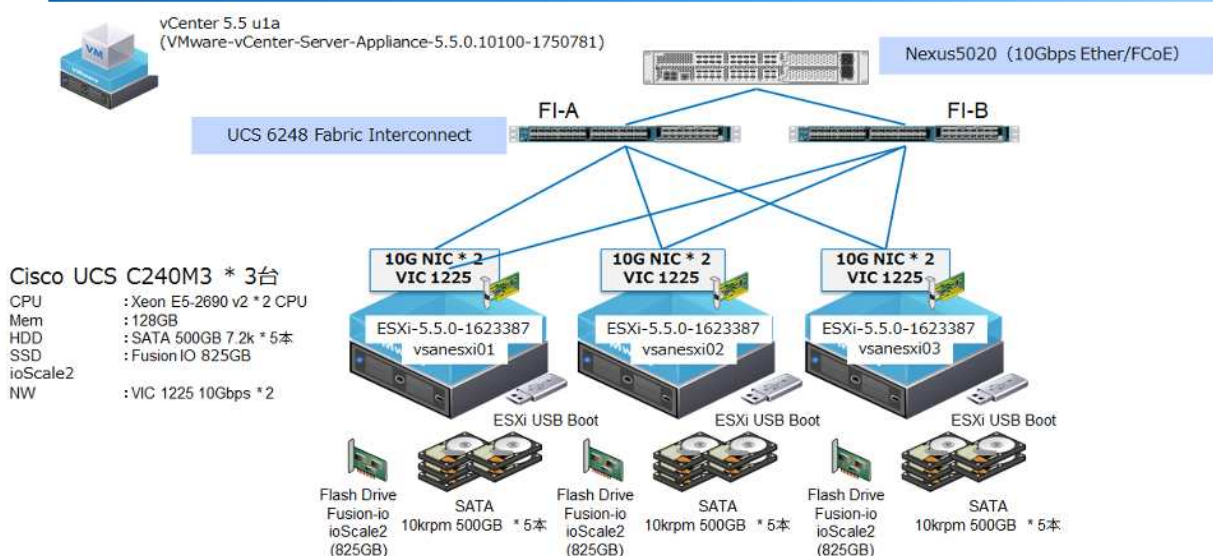 vCenter 5.5 u1a
(VMware-vCenter-Server-Appliance-5.5.0.10100-1750781)
VM
Nexus5020（10Gbps Ether/FCoE）
FI-A
FI-B
UCS 6248 Fabric Interconnect
10G NIC * 2
VIC 1225
10G NIC * 2
VIC 1225
10G NIC * 2
VIC 1225
Cisco UCS C240M3 * 3台
CPU : Xeon E5-2690 v2 * 2 CPU
Mem : 128GB
HDD : SATA 500GB 7.2k * 5本
SSD : Fusion IO 825GB
ioScale2
NW : VIC 1225 10Gbps * 2
ESXi-5.5.0-1623387
vsanesxi01
ESXi-5.5.0-1623387
vsanesxi02
ESXi-5.5.0-1623387
vsanesxi03
ESXi USB Boot
ESXi USB Boot
ESXi USB Boot
Flash Drive
Fusion-io
ioScale2
(825GB)
SATA
10krpm 500GB * 5本
Flash Drive
Fusion-io
ioScale2
(825GB)
SATA
10krpm 500GB * 5本
Flash Drive
Fusion-io
ioScale2
(825GB)
SATA
10krpm 500GB * 5本